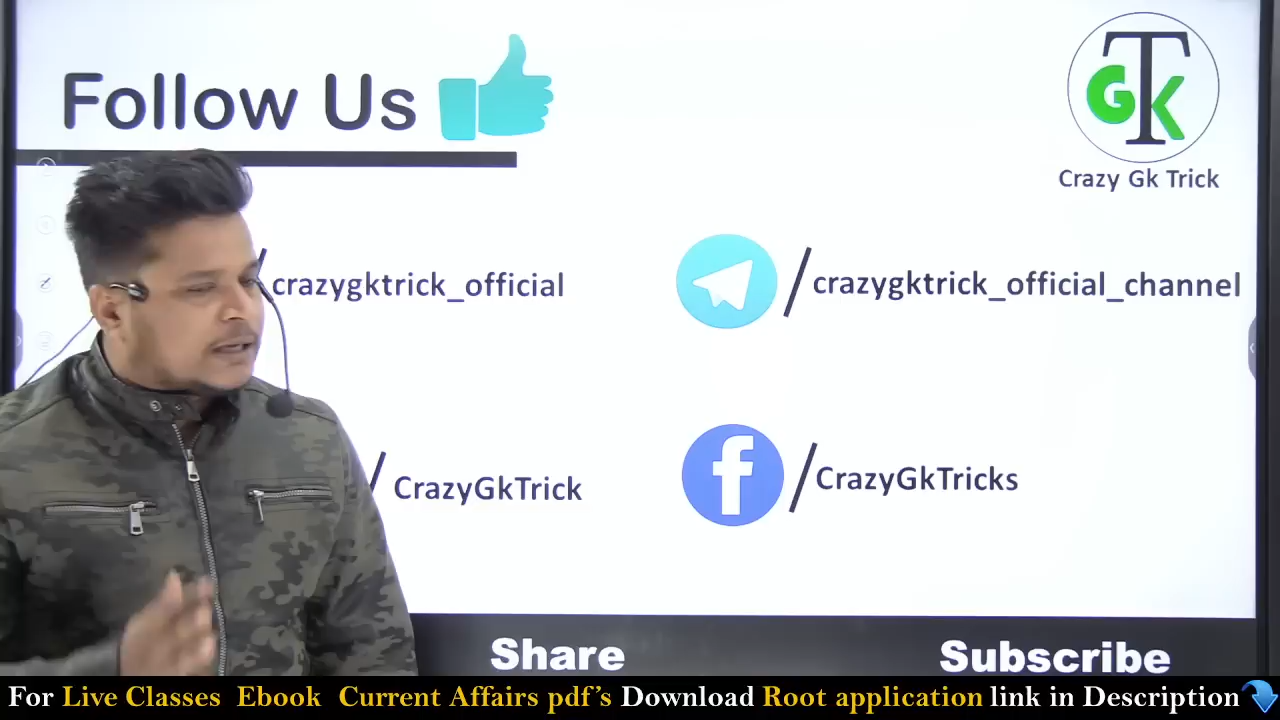 Follow Us
GTK
Crazy Gk Trick
/crazygktrick_official
/crazygktrick_official_channel
/CrazyGkTrick
f/CrazyGkTricks
Share
Subscribe
For Live Classes Ebook Current Affairs pdf's Download Root application link in Description